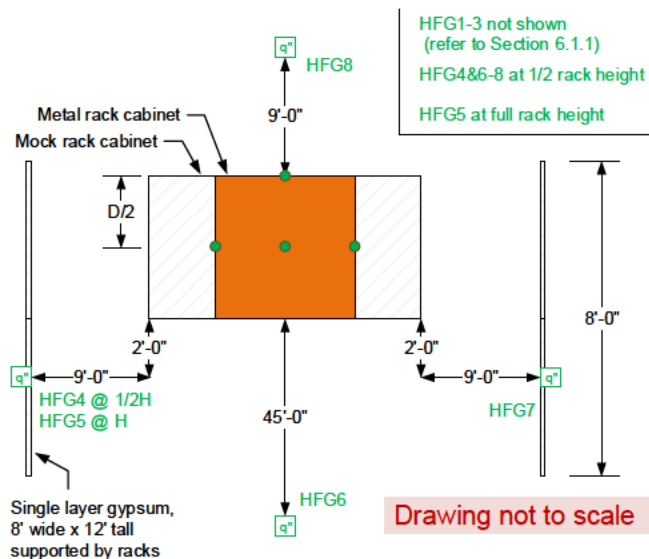 HFG1-3 not shown
(refer to Section 6.1.1)
HFG4&6-8 at 1/2 rack height
HFG5 at full rack height
q"
HFG8
9'-0"
Metal rack cabinet
Mock rack cabinet
D/2
8'-0"
2'-0"
2'-0"
q"
9'-0"
9'-0"
q"
HFG4 @ 1/2H
HFG5 @ H
HFG7
45'-0"
Single layer gypsum,
8' wide x 12' tall
supported by racks
HFG6
q"
Drawing not to scale